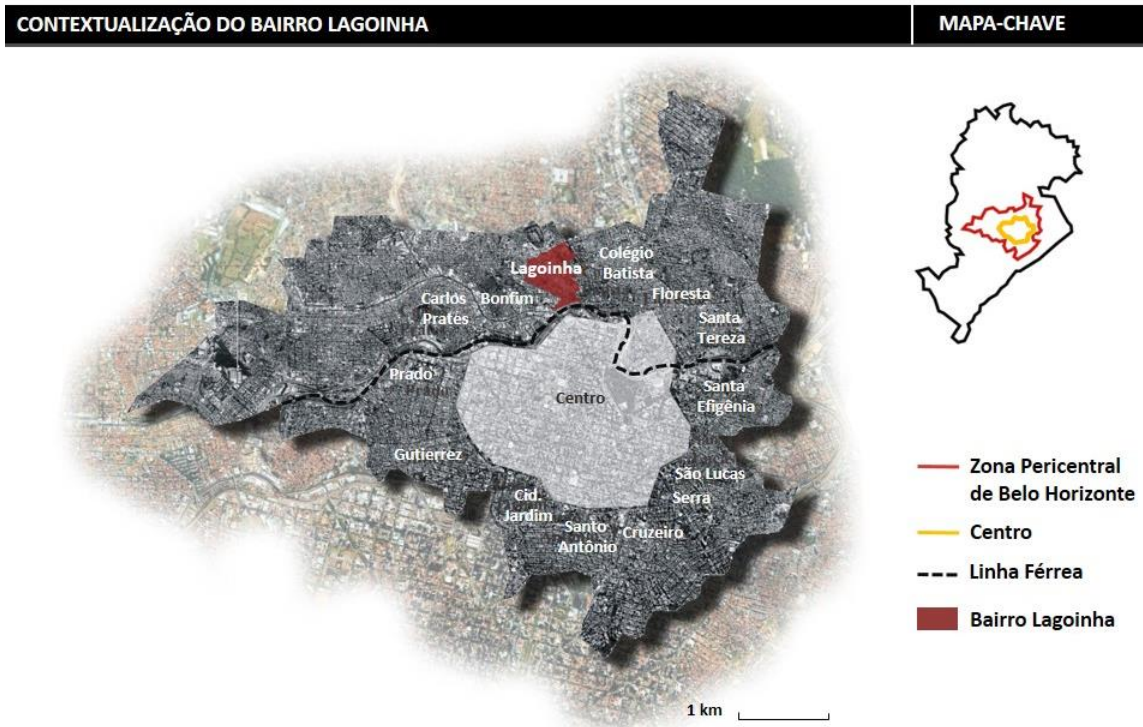 CONTEXTUALIZAÇÃO DO BAIRRO LAGOINHA
MAPA-CHAVE
Lagoinha
Colégio
Batista
Carlos
Prates
Bonfim
Floresta
Santa
Tereza
Prado
Centro
Santa
Efigênia
Gutierrez
São Lucas
Serra
Cid.
Jardim
Santo
Antônio
Cruzeiro
Zona Pericentral
de Belo Horizonte
Centro
Linha Férrea
Bairro Lagoinha
1 km